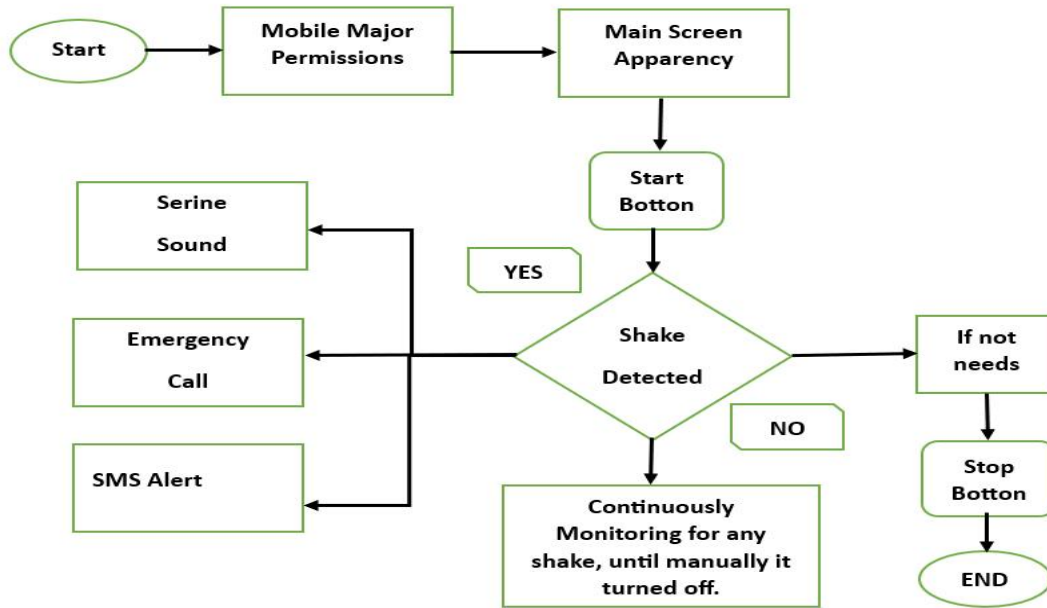 Start
Mobile Major
Permissions
Main Screen
Apparency
Start
Botton
YES
Serine
Sound
Emergency
Call
SMS Alert
Shake
Detected
NO
If not
needs
Stop
Botton
END
Continuously
Monitoring for any
shake, until manually it
turned off.